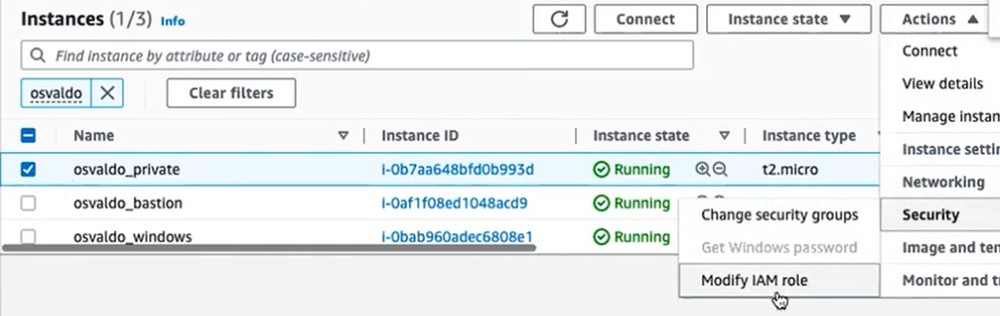 Instances (1/3) Info
Connect
Instance state
Actions
Find instance by attribute or tag (case-sensitive)
Connect
View details
osvaldo
Clear filters
Manage instan
Name
Instance ID
Instance state
Instance type
Instance setti
osvaldo_private
i-0b7aa648bfd0b993d
Running
t2.micro
Networking
osvaldo_bastion
i-0af1f08ed1048acd9
Running
Change security groups
Security
osvaldo_windows
i-0bab960adec6808e1
Running
Get Windows password
Image and tem
Modify IAM role
Monitor and t